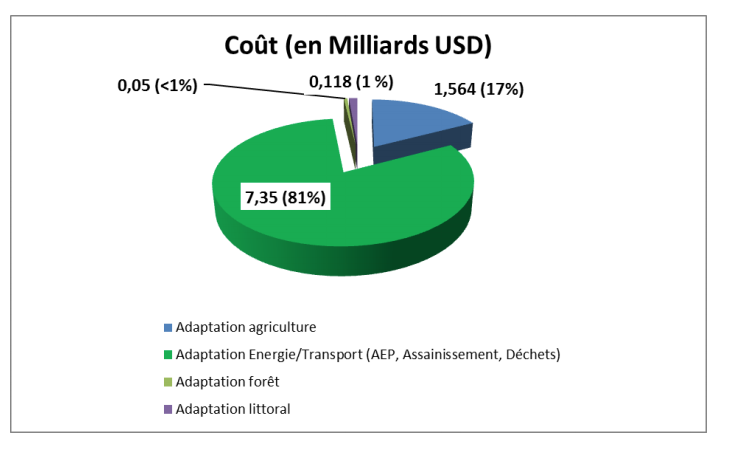 Coût (en Milliards USD)
0,05 (<1%)
0,118 (1 %)
1,564 (17%)
7,35 (81%)
Adaptation agriculture
Adaptation Energie/Transport (AEP, Assainissement, Déchets)
Adaptation forêt
Adaptation littoral